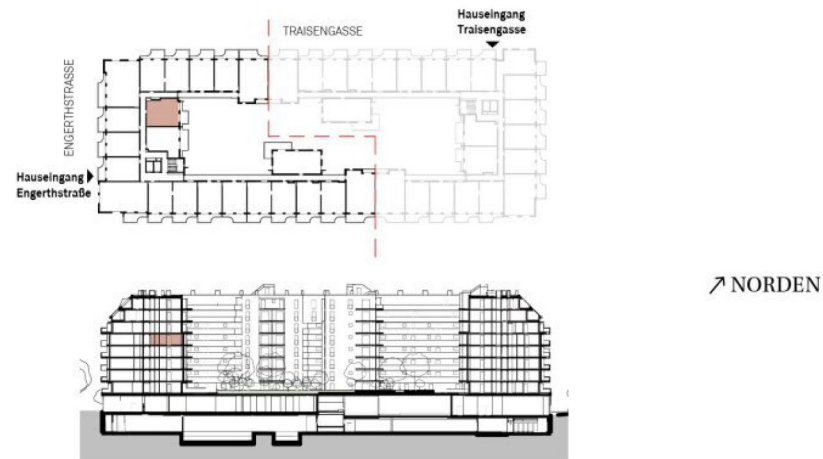 Hauseingang
Traisengasse
TRAISENGASSE
ENGERTHSTRASSE
Hauseingang
Engerthstraße
↗ NORDEN